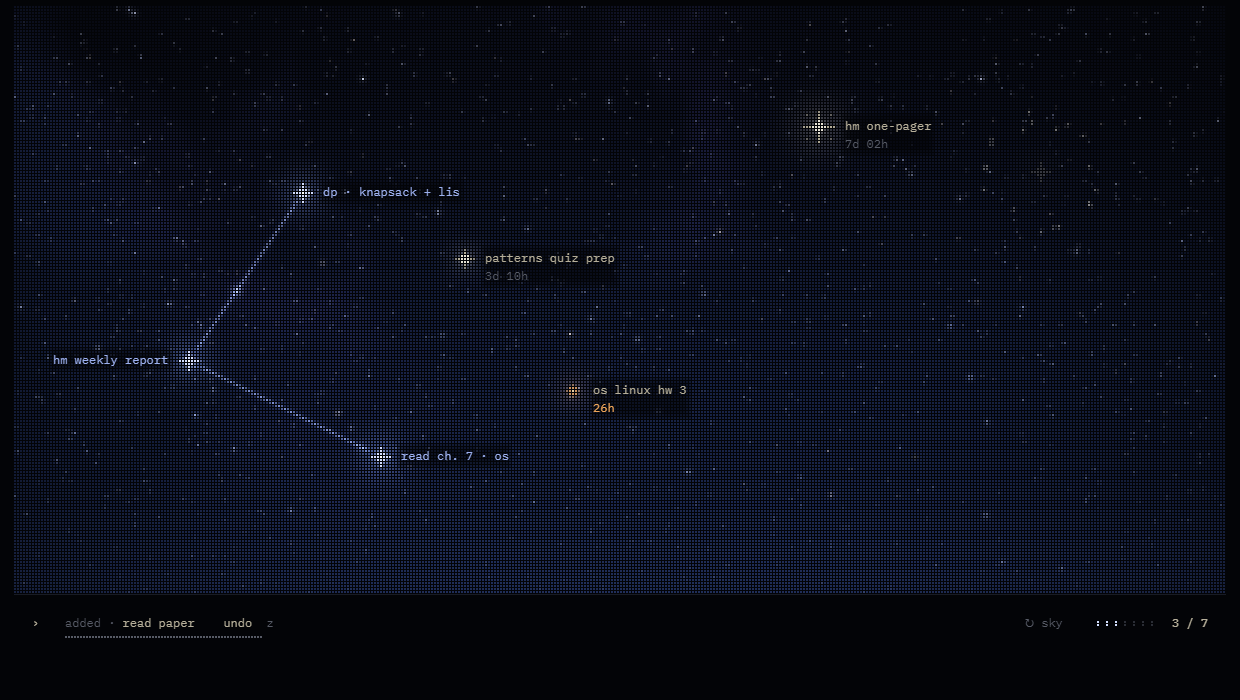 hm one-pager
7d 02h
dp · knapsack + lis
patterns quiz prep
3d 10h
hm weekly report
os linux hw 3
26h
read ch. 7 · os
› added · read paper undo z ↻ sky 3 / 7